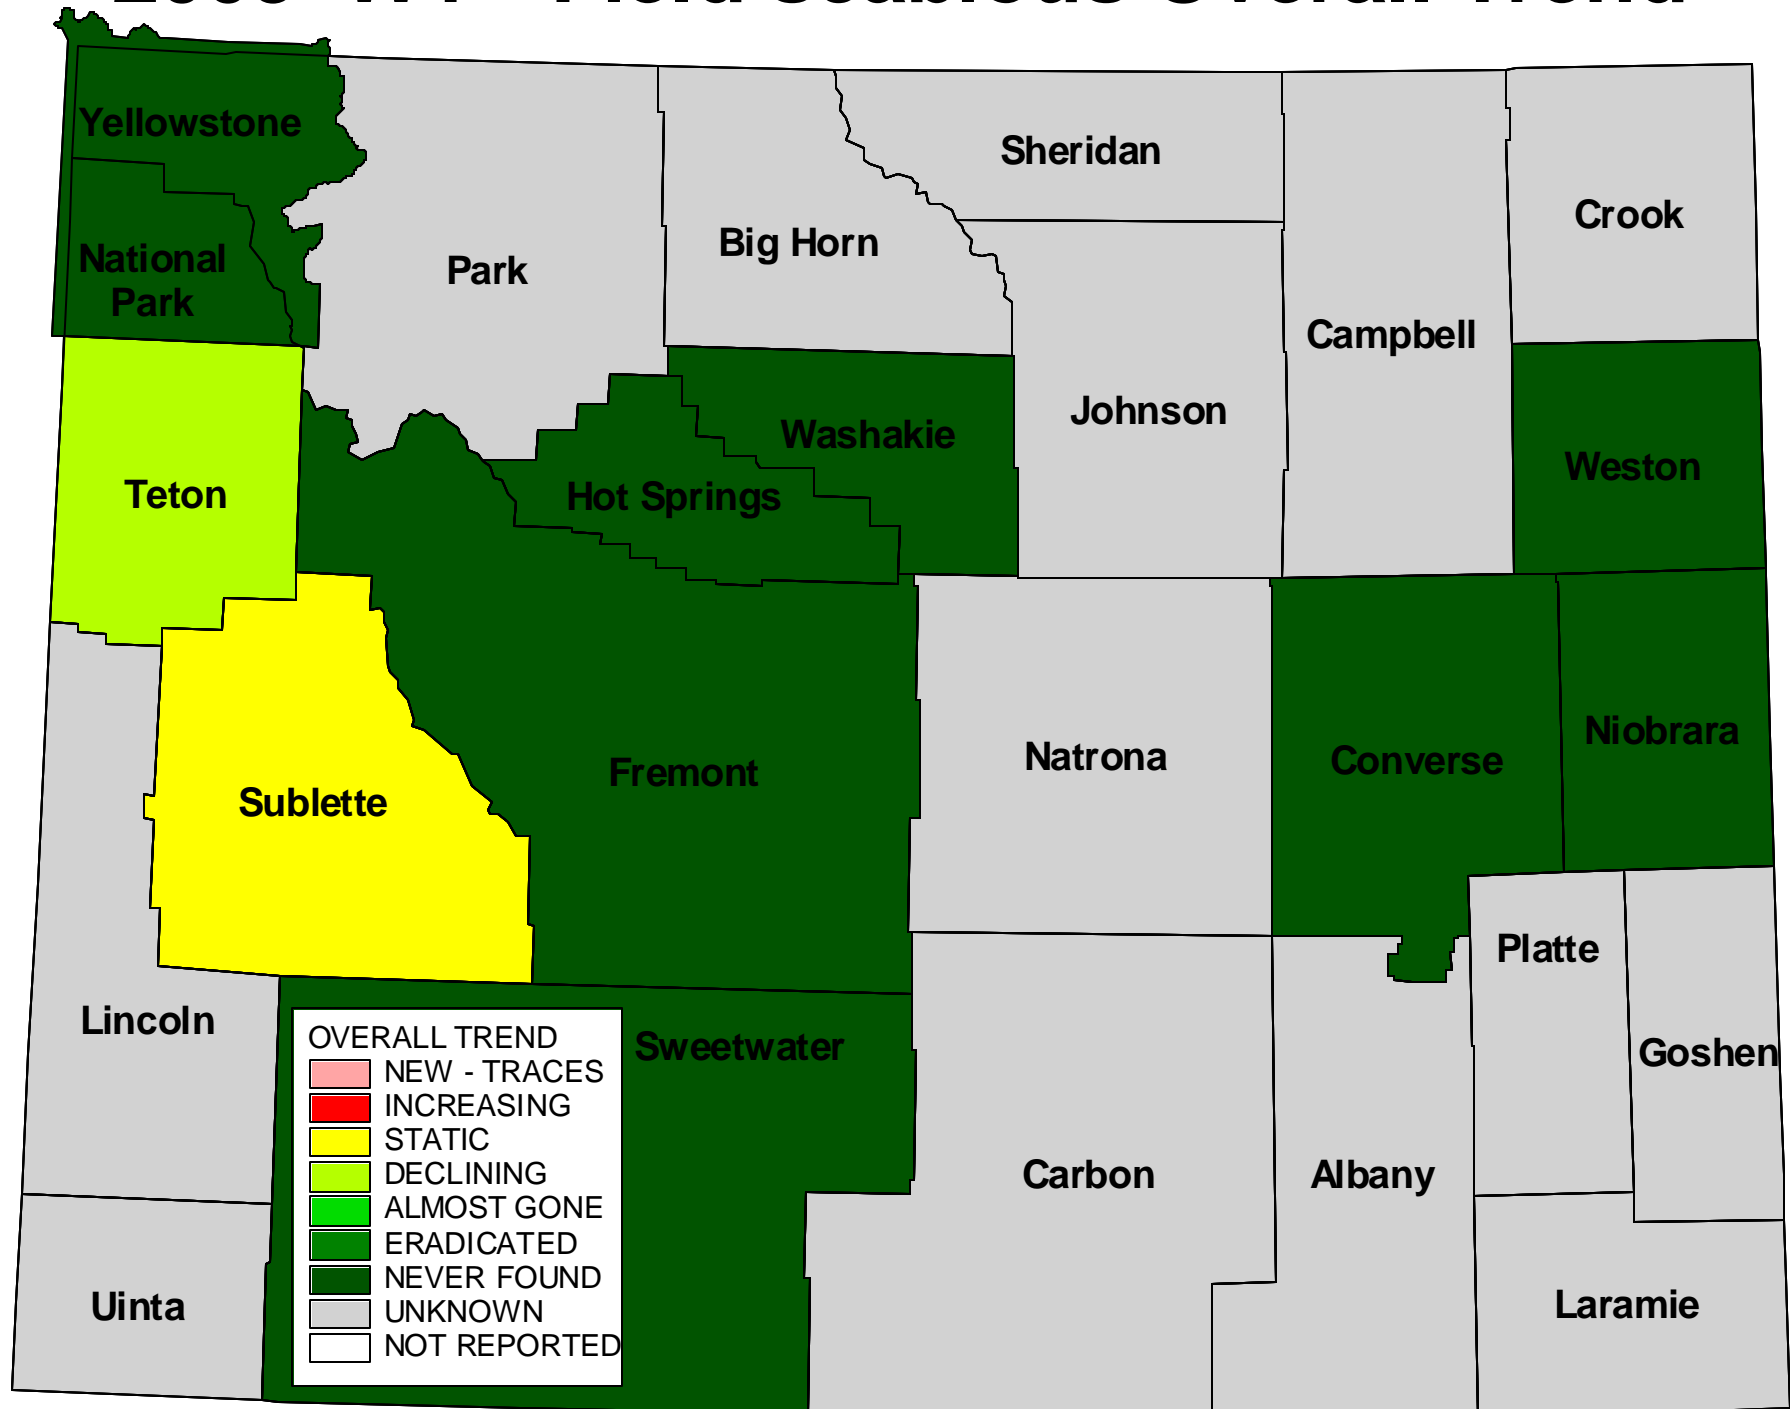 Yellowstone
National
Park
Park
Big Horn
Sheridan
Crook
Campbell
Johnson
Washakie
Hot Springs
Weston
Teton
Sublette
Fremont
Natrona
Converse
Niobrara
Platte
Goshen
Lincoln
Sweetwater
Carbon
Albany
Uinta
Laramie
OVERALL TREND
NEW - TRACES
INCREASING
STATIC
DECLINING
ALMOST GONE
ERADICATED
NEVER FOUND
UNKNOWN
NOT REPORTED